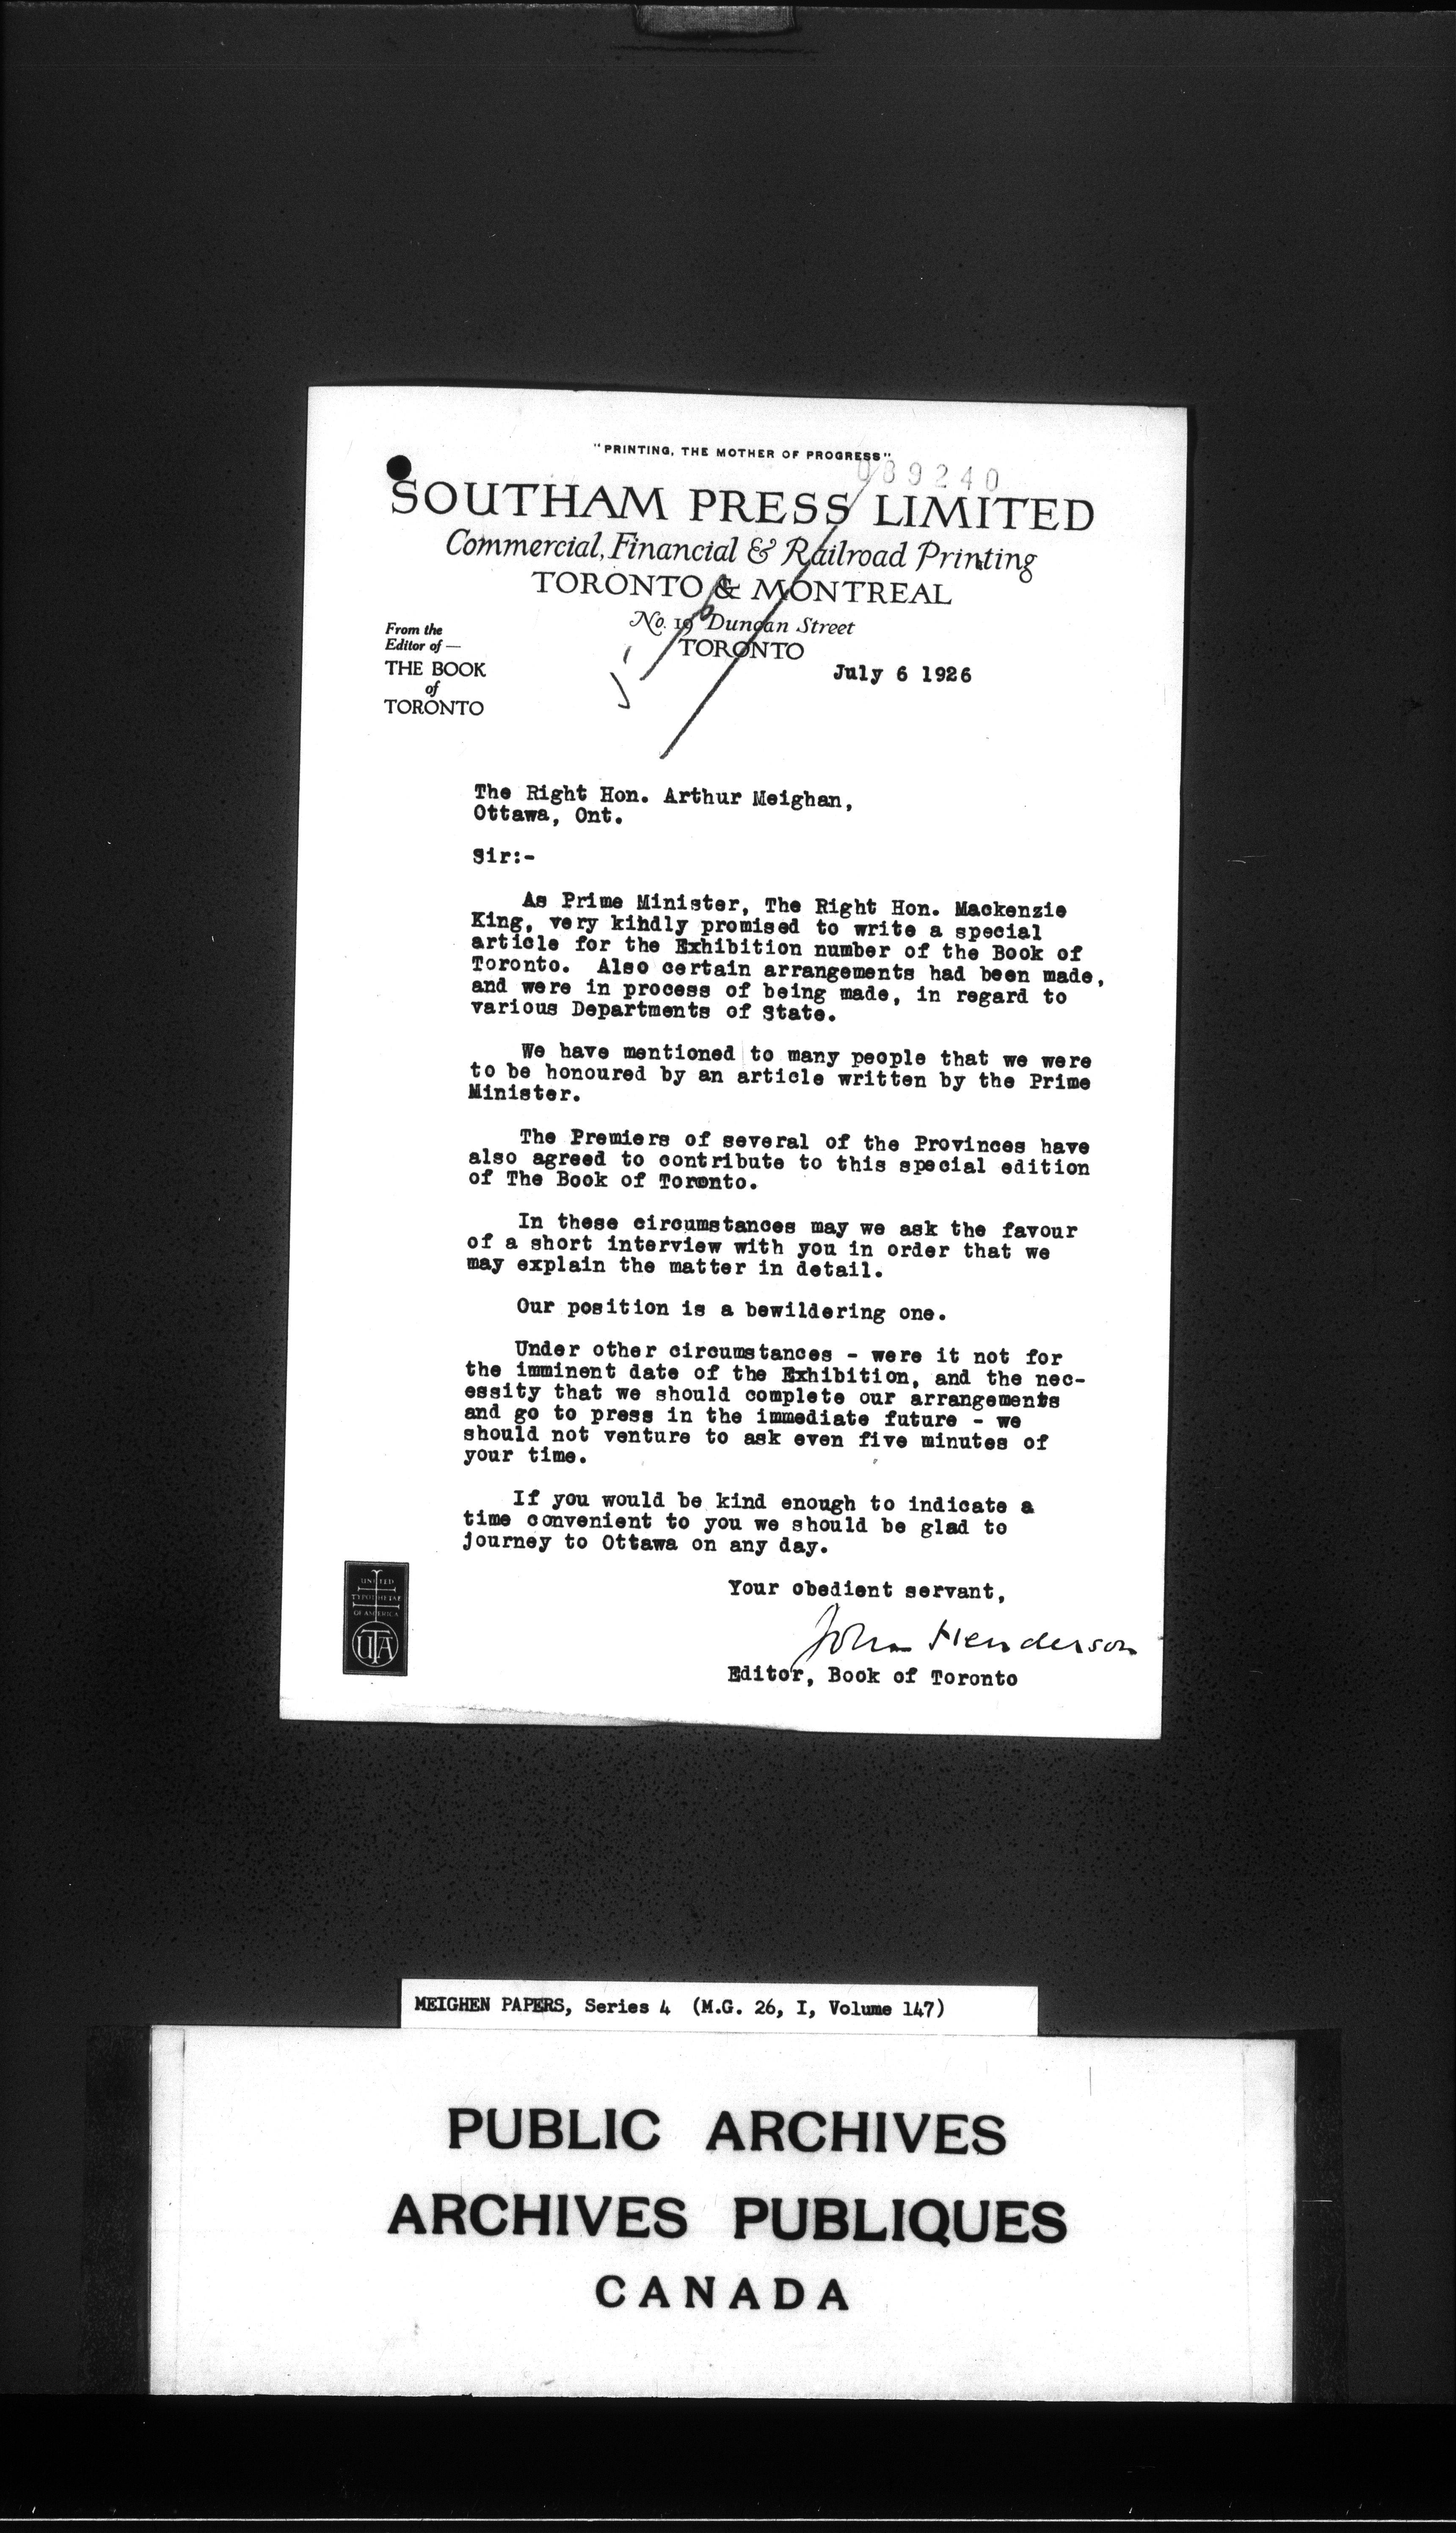 "PRINTING, THE MOTHER OF PROGRESS"
089240
SOUTHAM PRESS LIMITED
Commercial, Financial & Railroad Printing
TORONTO & MONTREAL
No. 19 Duncan Street
TORONTO
From the
Editor of —
THE BOOK
of
TORONTO
July 6 1926
The Right Hon. Arthur Meighan,
Ottawa, Ont.
Sir:-
As Prime Minister, The Right Hon. Mackenzie
King, very kindly promised to write a special
article for the Exhibition number of the Book of
Toronto. Also certain arrangements had been made,
and were in process of being made, in regard to
various Departments of State.
We have mentioned to many people that we were
to be honoured by an article written by the Prime
Minister.
The Premiers of several of the Provinces have
also agreed to contribute to this special edition
of The Book of Toronto.
In these circumstances may we ask the favour
of a short interview with you in order that we
may explain the matter in detail.
Our position is a bewildering one.
Under other circumstances - were it not for
the imminent date of the Exhibition, and the nec-
essity that we should complete our arrangements
and go to press in the immediate future - we
should not venture to ask even five minutes of
your time.
If you would be kind enough to indicate a
time convenient to you we should be glad to
journey to Ottawa on any day.
Your obedient servant,
John Henderson
Editor, Book of Toronto
UNITED
TYPOTHETAE
OF AMERICA
UTA
MEIGHEN PAPERS, Series 4 (M.G. 26, I, Volume 147)
PUBLIC ARCHIVES
ARCHIVES PUBLIQUES
CANADA